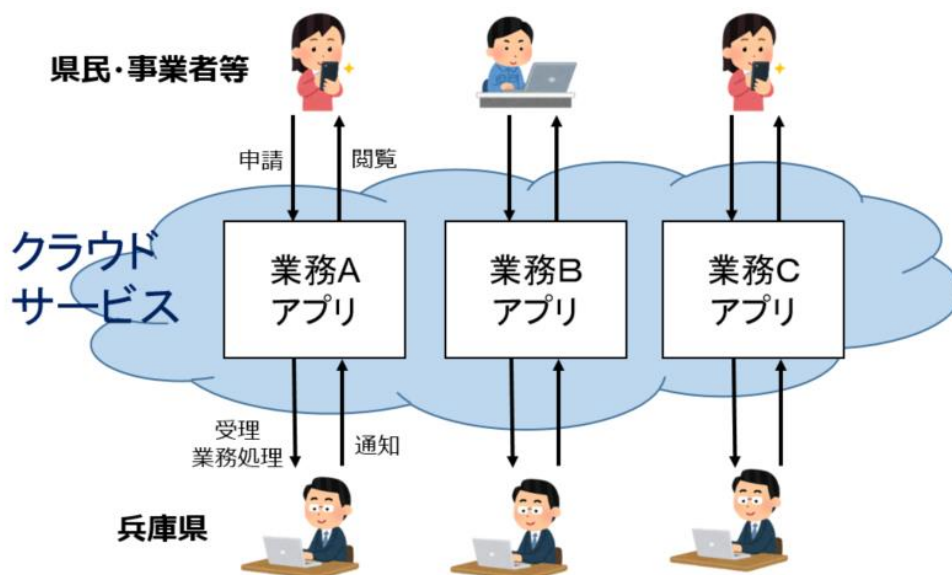 県民・事業者等
申請
閲覧
クラウド
サービス
業務A
アプリ
業務B
アプリ
業務C
アプリ
受理
業務処理
通知
兵庫県